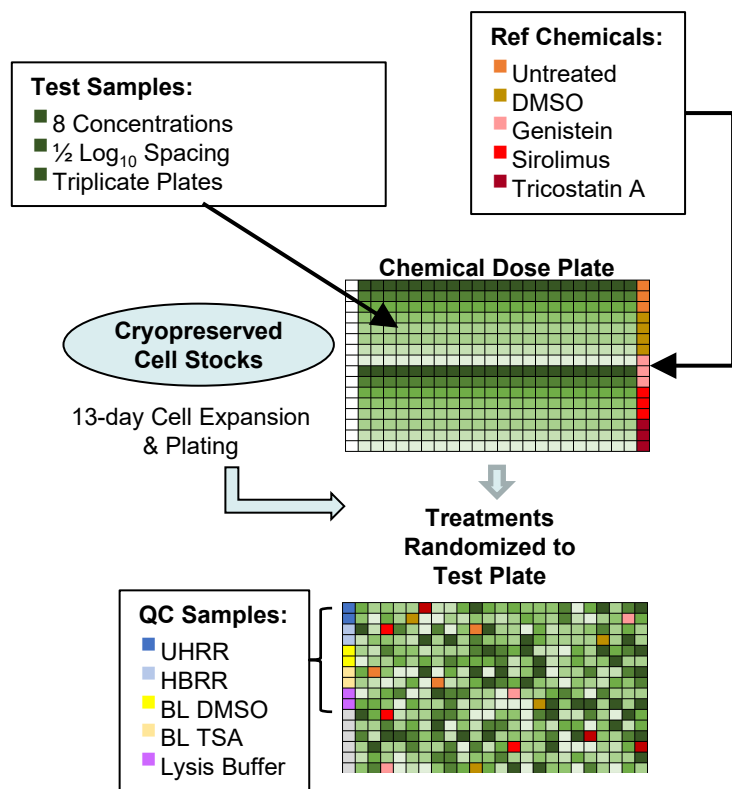 Ref Chemicals:
Untreated
DMSO
Genistein
Sirolimus
Tricostatin A
Test Samples:
8 Concentrations
½ Log₁₀ Spacing
Triplicate Plates
Chemical Dose Plate
Cryopreserved
Cell Stocks
13-day Cell Expansion
& Plating
Treatments
Randomized to
Test Plate
QC Samples:
UHRR
HBRR
BL DMSO
BL TSA
Lysis Buffer